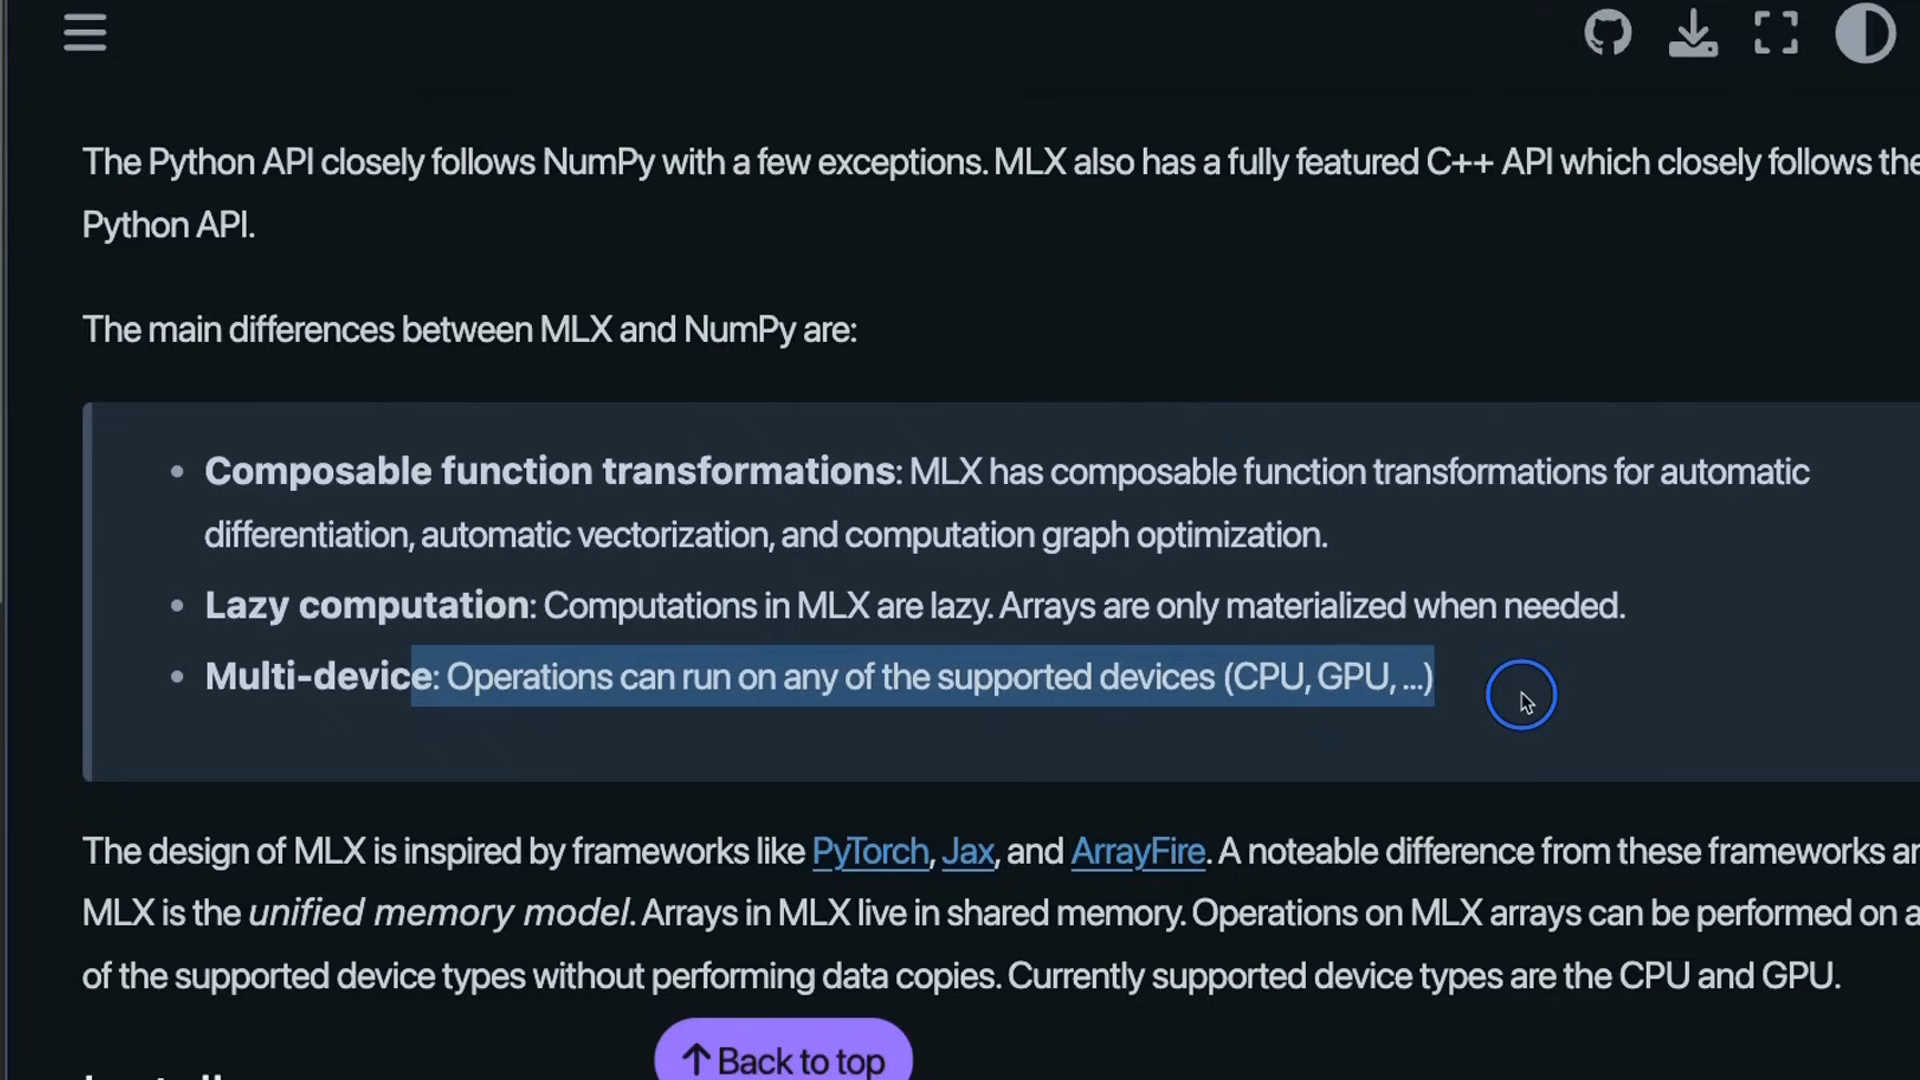 The Python API closely follows NumPy with a few exceptions. MLX also has a fully featured C++ API which closely follows the
Python API.
The main differences between MLX and NumPy are:
• Composable function transformations: MLX has composable function transformations for automatic
differentiation, automatic vectorization, and computation graph optimization.
• Lazy computation: Computations in MLX are lazy. Arrays are only materialized when needed.
• Multi-device: Operations can run on any of the supported devices (CPU, GPU, …)
The design of MLX is inspired by frameworks like PyTorch, Jax, and ArrayFire. A noteable difference from these frameworks
MLX is the unified memory model. Arrays in MLX live in shared memory. Operations on MLX arrays can be performed on
of the supported device types without performing data copies. Currently supported device types are the CPU and GPU.
↑ Back to top